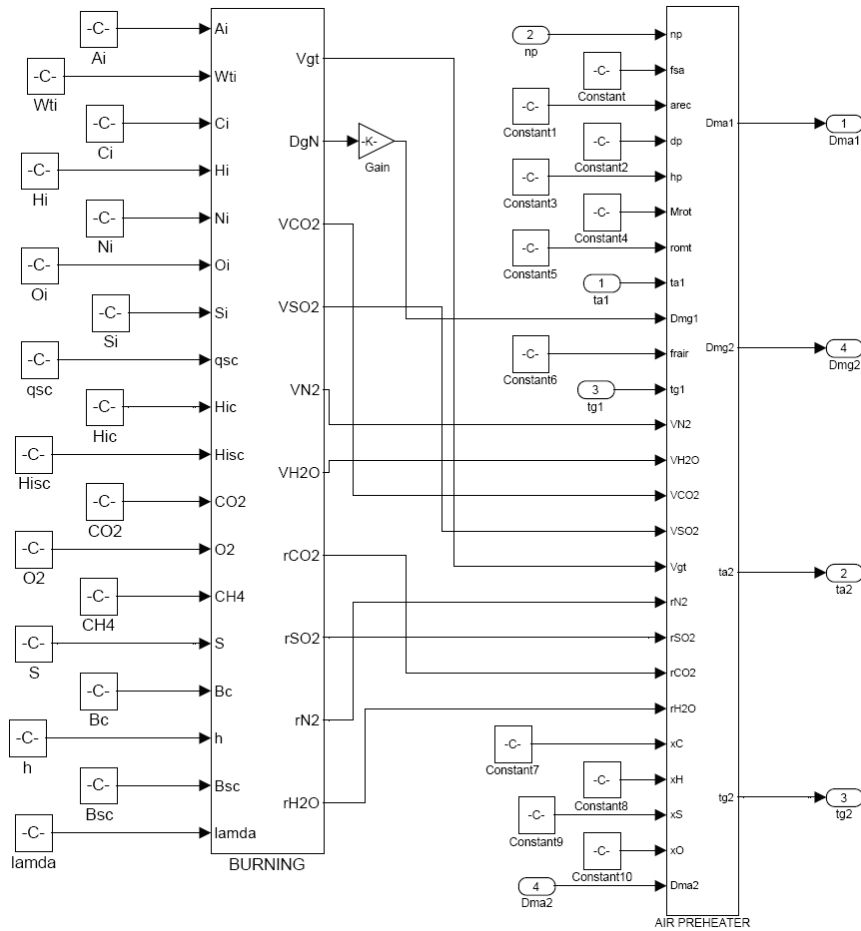 -C- Ai Ai
-C- Wti Wti
-C- Ci Ci
-C- Hi Hi
-C- Ni Ni
-C- Oi Oi
-C- Si Si
-C- qsc qsc
-C- Hic Hic
-C- Hisc Hisc
-C- CO2 CO2
-C- O2 O2
-C- CH4 CH4
-C- S S
-C- Bc Bc
-C- h h
-C- Bsc Bsc
-C- lamda lamda
Vgt
DgN
VCO2
VSO2
VN2
VH2O
rCO2
rSO2
rN2
rH2O
BURNING
-K-
Gain
2 np np
-C- Constant fsa
-C- Constant1 arec
-C- Constant2 dp
-C- Constant3 hp
-C- Constant4 Mrot
-C- Constant5 romt
1 ta1 ta1
Dmg1
-C- Constant6 frair
3 tg1 tg1
VN2
VH2O
VCO2
VSO2
Vgt
rN2
rSO2
rCO2
rH2O
-C- Constant7 xC
-C- Constant8 xH
-C- Constant9 xS
-C- Constant10 xO
4 Dma2 Dma2
Dma1 1 Dma1
Dmg2 4 Dmg2
ta2 2 ta2
tg2 3 tg2
AIR PREHEATER